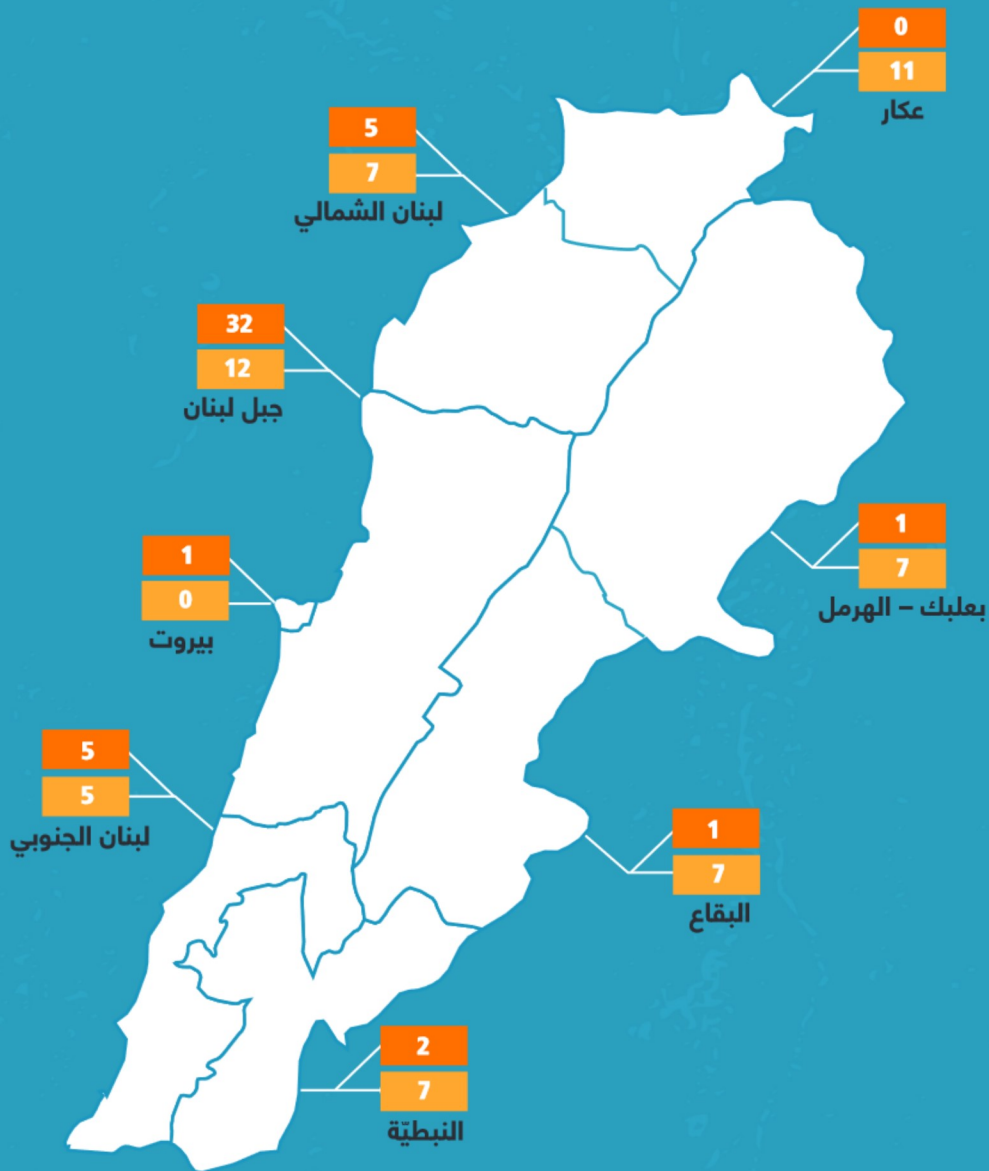 0
11
عكار
5
7
لبنان الشمالي
32
12
جبل لبنان
1
7
بعلبك – الهرمل
1
0
بيروت
5
5
لبنان الجنوبي
1
7
البقاع
2
7
النبطيّة